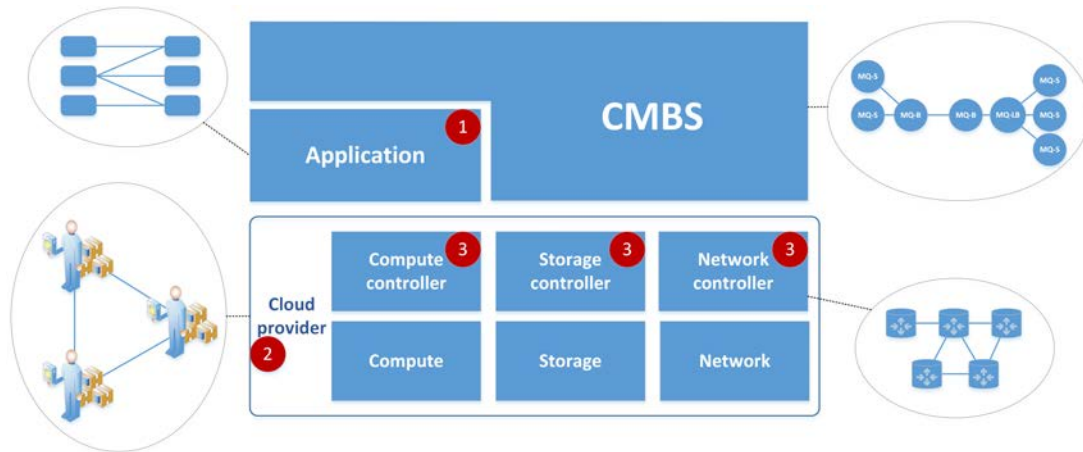 CMBS
1
Application
MQ-S
MQ-S
MQ-B
MQ-B
MQ-LB
MQ-S
MQ-S
MQ-S
Cloud
provider
2
3
Compute
controller
3
Storage
controller
3
Network
controller
Compute
Storage
Network